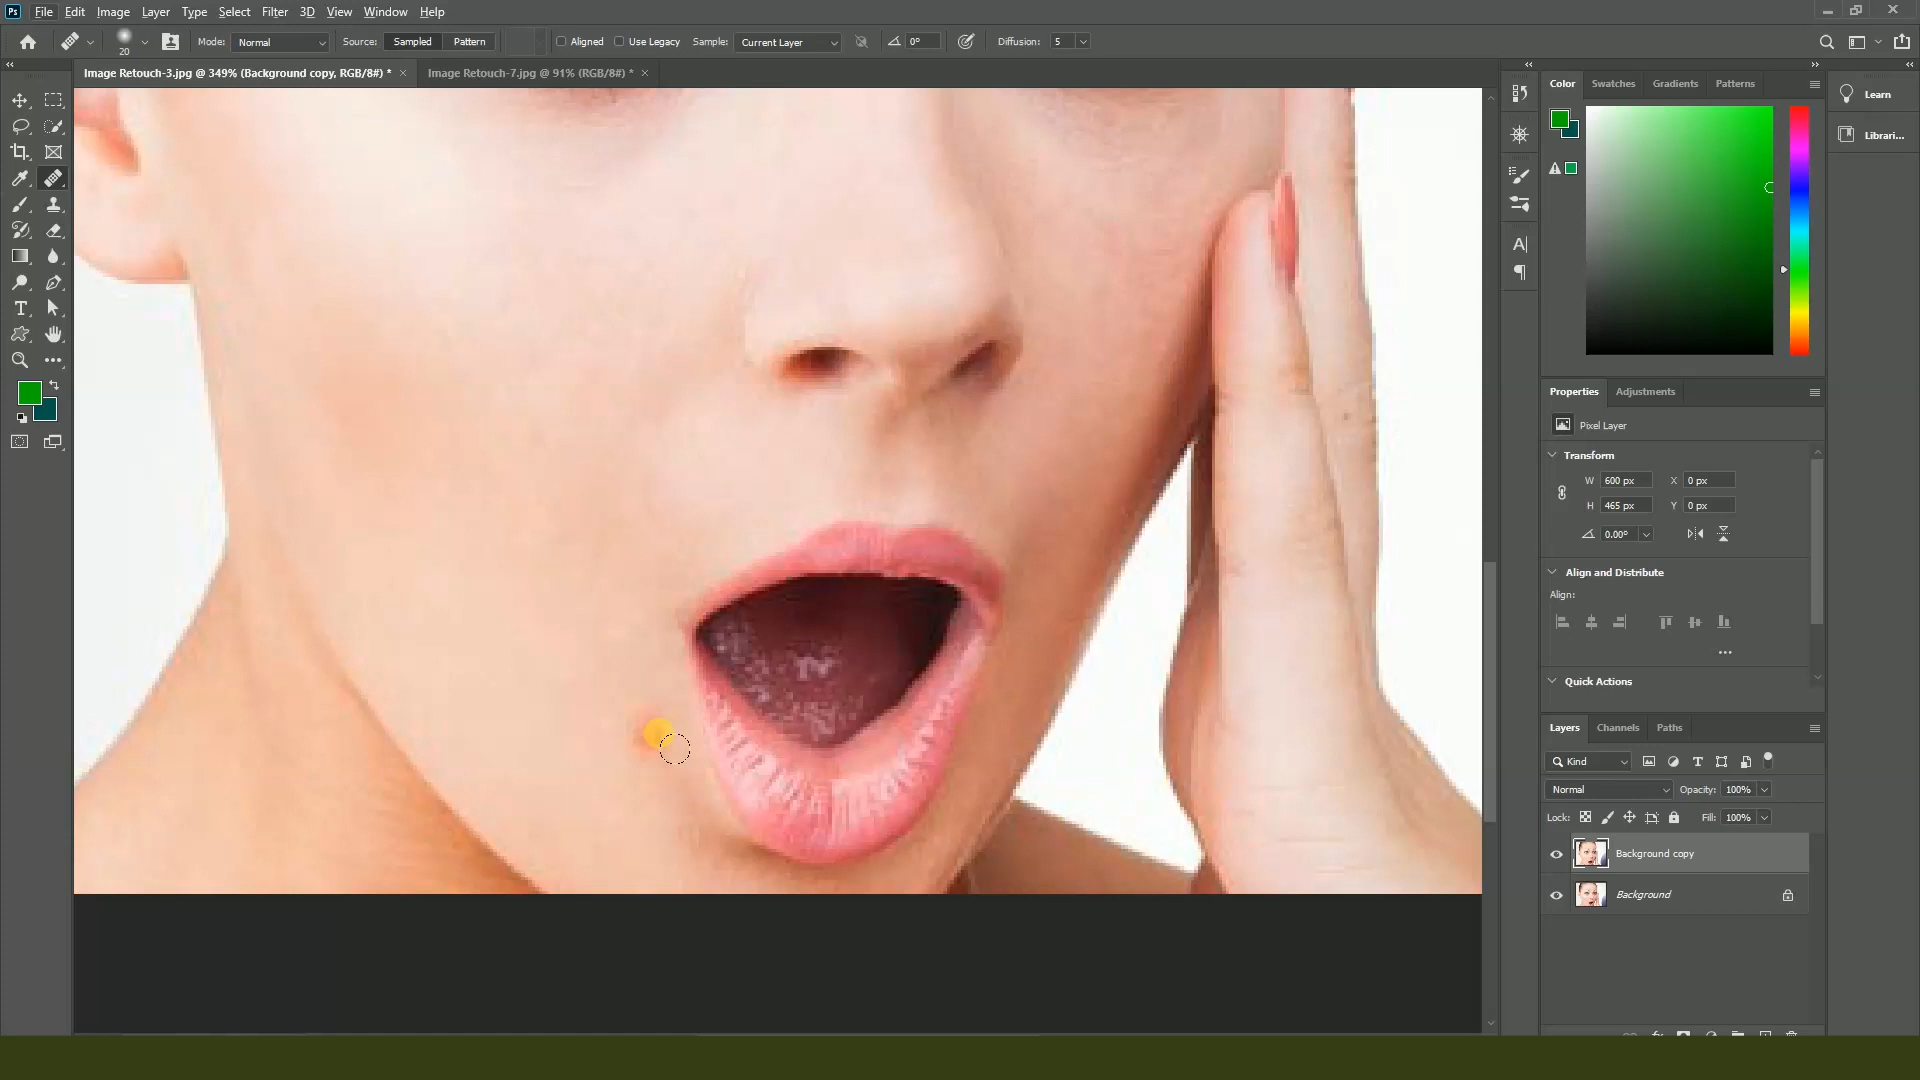 Ps File Edit Image Layer Type Select Filter 3D View Window Help
20 Mode: Normal Source: Sampled Pattern Aligned Use Legacy Sample: Current Layer 0° Diffusion: 5
Image Retouch-3.jpg @ 349% (Background copy, RGB/8#) * × Image Retouch-7.jpg @ 91% (RGB/8#) * ×
Color Swatches Gradients Patterns
Learn
Librari...
Properties Adjustments
Pixel Layer
Transform
W 600 px X 0 px
H 465 px Y 0 px
0.00°
Align and Distribute
Align:
Quick Actions
Layers Channels Paths
Kind
Normal Opacity: 100%
Lock: Fill: 100%
Background copy
Background